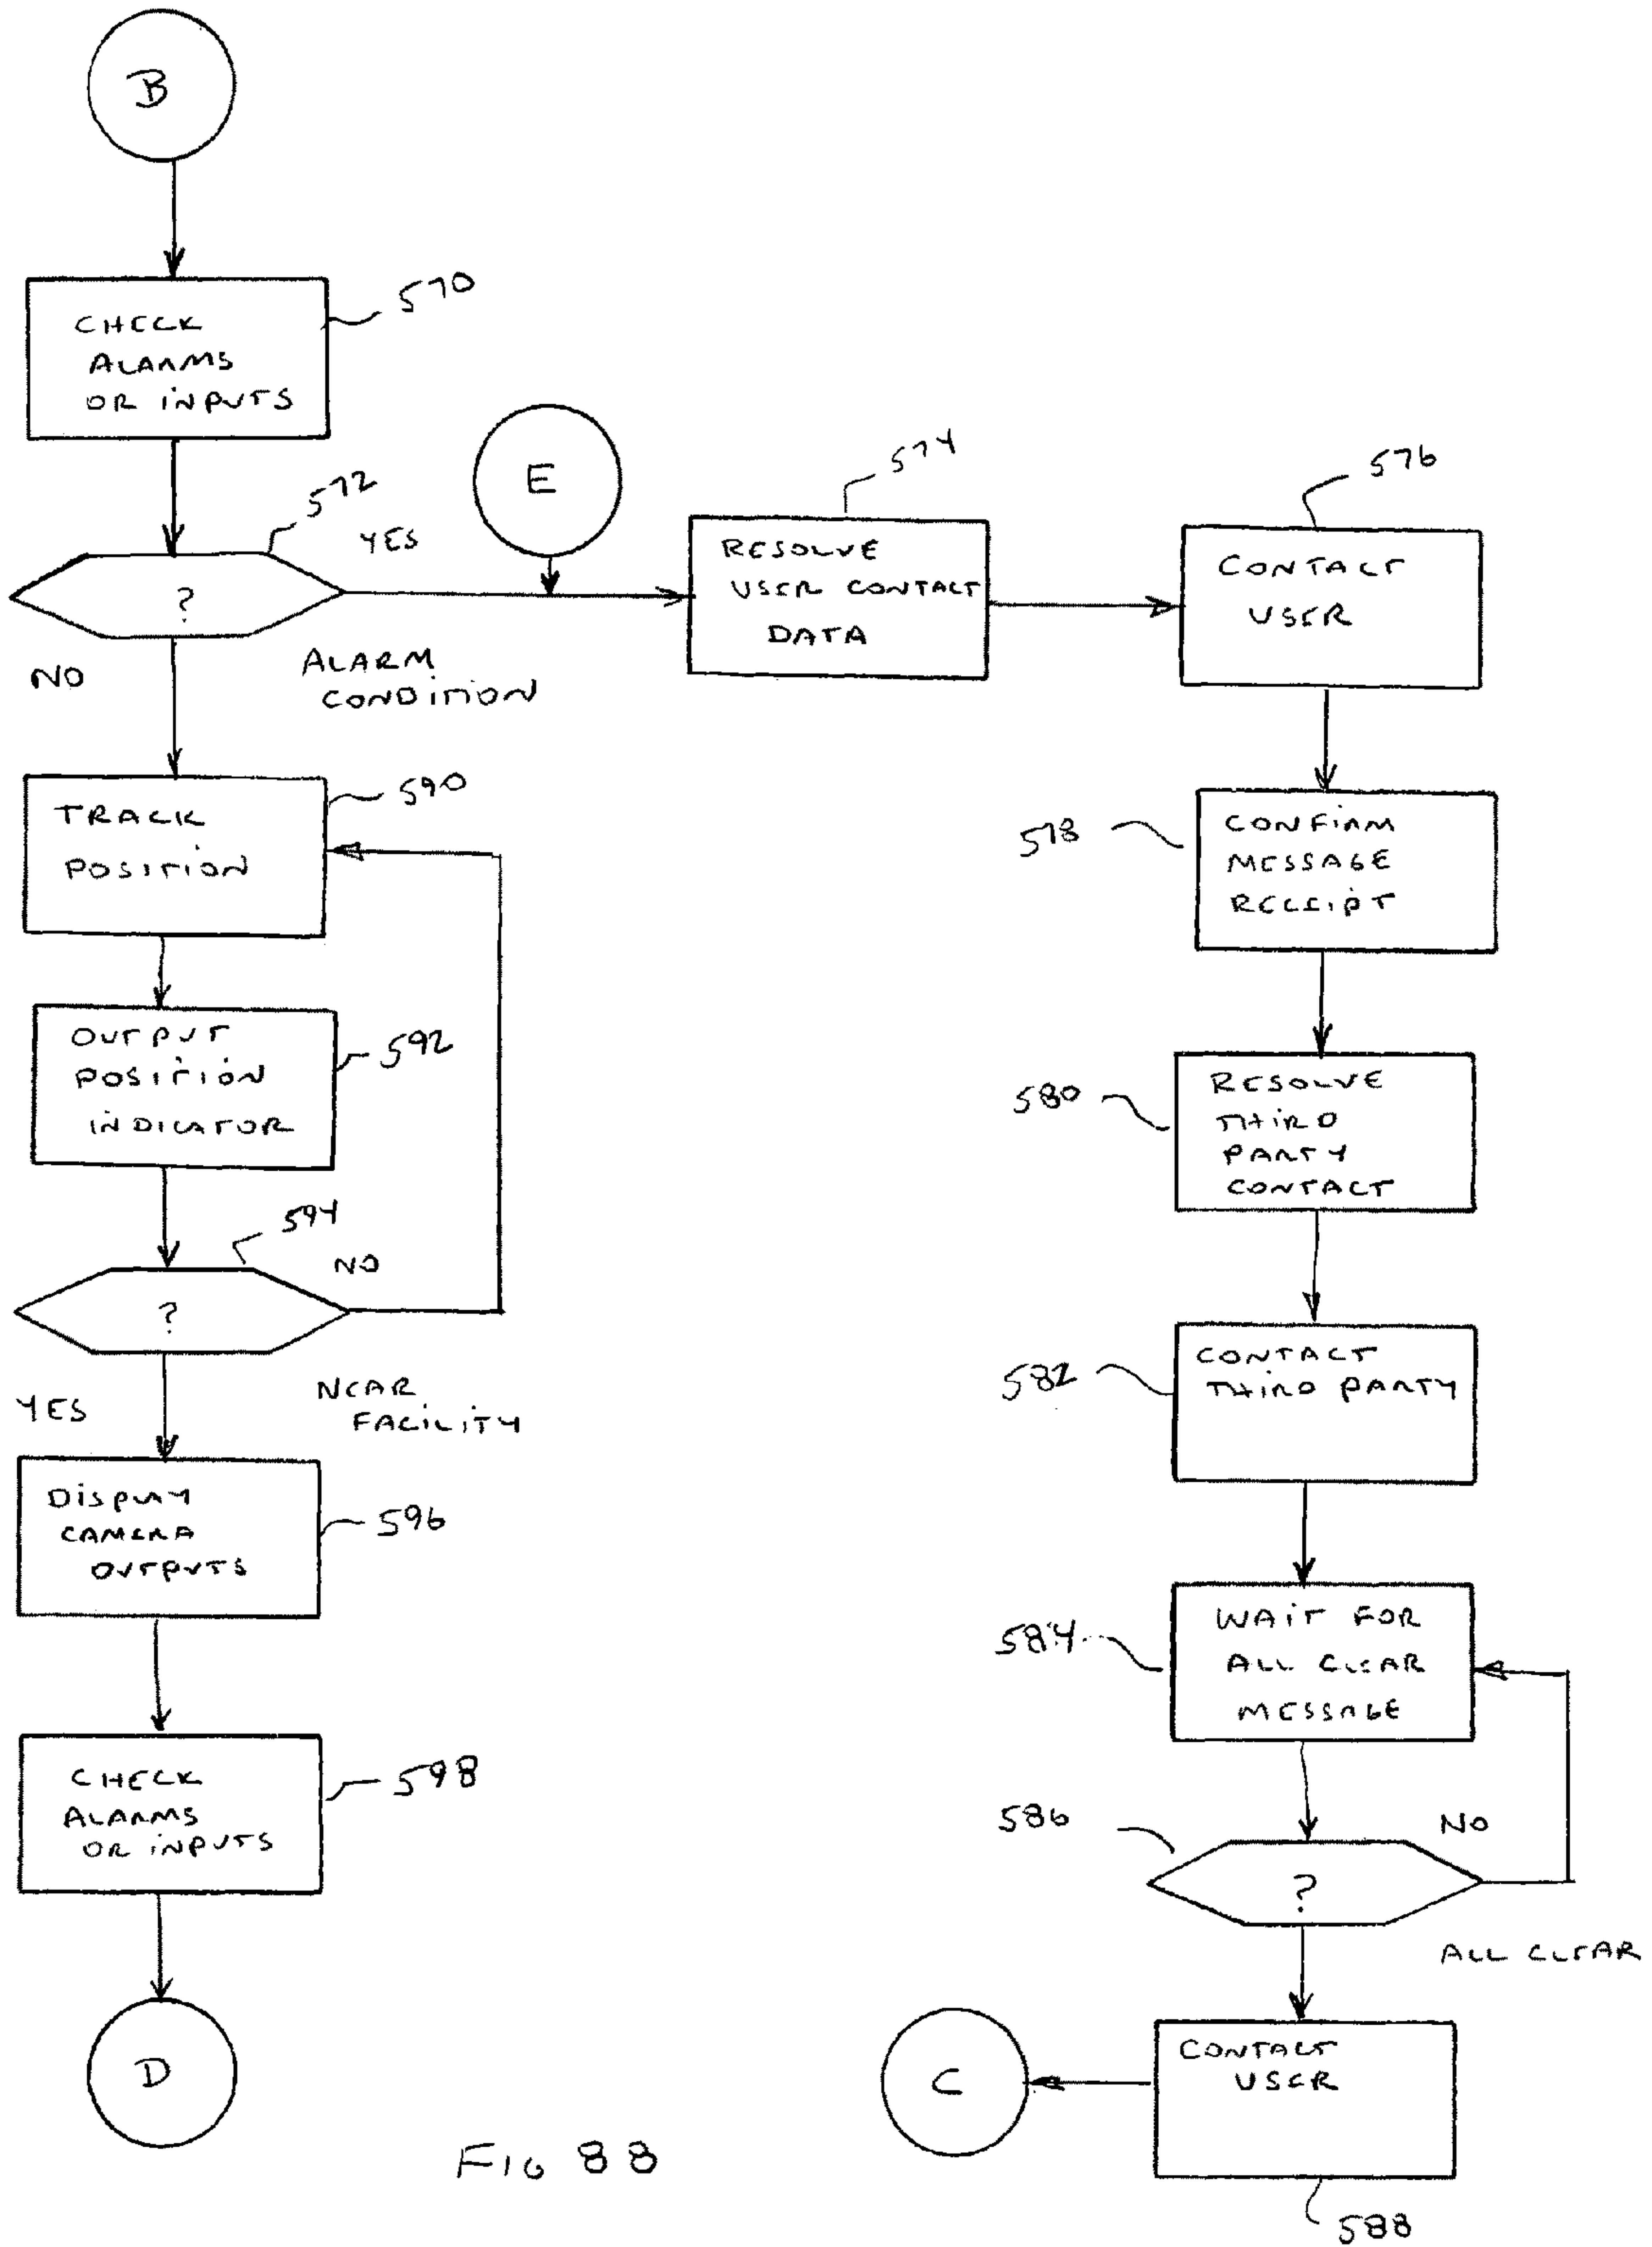 B
CHECK
ALARMS
OR INPUTS
570
572
?
YES
NO
ALARM
CONDITION
E
RESOLVE
USER CONTACT
DATA
574
CONTACT
USER
576
TRACK
POSITION
590
CONFIRM
MESSAGE
RECEIPT
578
OUTPUT
POSITION
INDICATOR
592
RESOLVE
THIRD
PARTY
CONTACT
580
594
?
NO
YES
NEAR
FACILITY
CONTACT
THIRD PARTY
582
DISPLAY
CAMERA
OUTPUTS
596
WAIT FOR
ALL CLEAR
MESSAGE
584
CHECK
ALARMS
OR INPUTS
598
586
?
NO
ALL CLEAR
D
C
CONTACT
USER
588
FIG 88